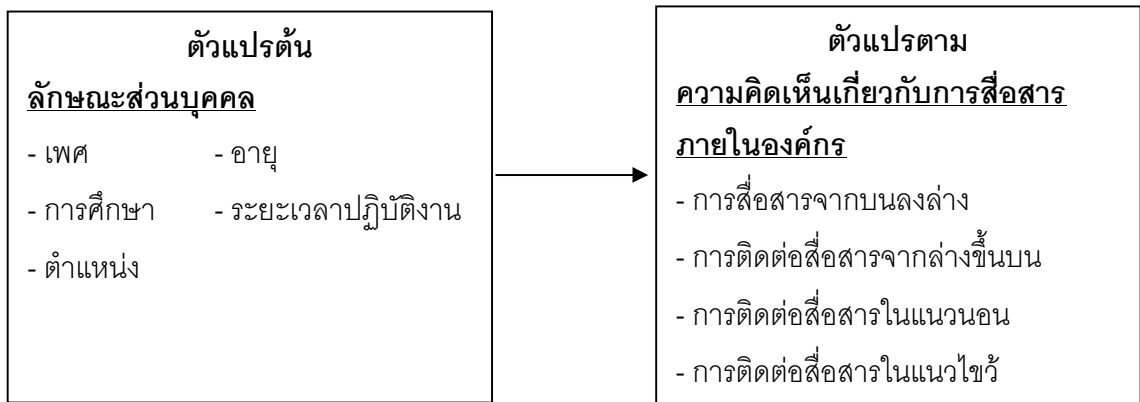 ตัวแปรต้น
ลักษณะส่วนบุคคล
- เพศ - อายุ
- การศึกษา - ระยะเวลาปฏิบัติงาน
- ตำแหน่ง
ตัวแปรตาม
ความคิดเห็นเกี่ยวกับการสื่อสาร
ภายในองค์กร
- การสื่อสารจากบนลงล่าง
- การติดต่อสื่อสารจากล่างขึ้นบน
- การติดต่อสื่อสารในแนวนอน
- การติดต่อสื่อสารในแนวไขว้